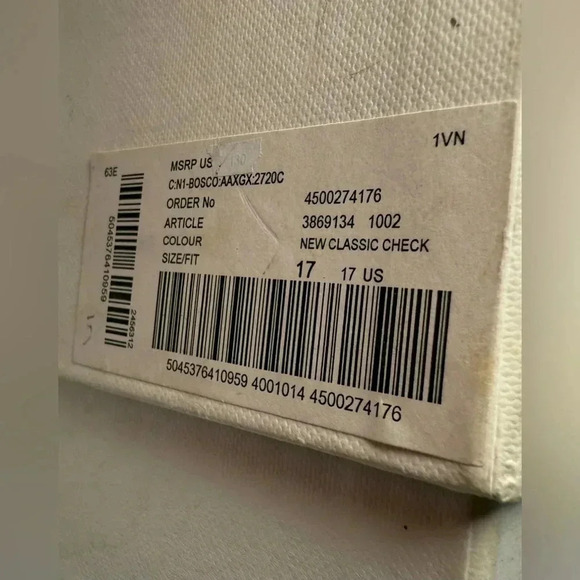 63E
MSRP US
1VN
C:N1-BOSCO:AAXGX:2720C
ORDER No 4500274176
ARTICLE 3869134 1002
COLOUR NEW CLASSIC CHECK
SIZE/FIT 17 17 US
5045376410959 4001014 4500274176
5045376410959
2456312